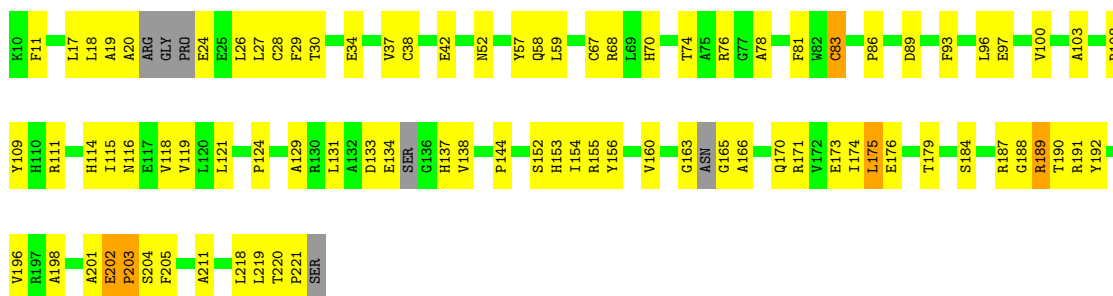 K10 F11 L17 L18 A19 A20 ARG GLY PRO E24 E25 L26 L27 C28 F29 T30 E34 V37 C38 E42 N52 Y57 Q58 L59 C67 R68 L69 H70 T74 A75 R76 G77 A78 F81 W82 C83 P86 D89 F93 L96 E97 V100 A103
Y109 H110 R111 H114 I115 N116 E117 V118 V119 L120 L121 P124 A129 R130 L131 A132 D133 E134 SER G136 H137 V138 P144 S152 H153 I154 R155 Y156 V160 G163 ASN G165 A166 Q170 R171 V172 E173 I174 L175 E176 T179 S184 R187 G188 R189 T190 R191 Y192
V196 R197 A198 A201 E202 P203 S204 F205 A211 L218 L219 T220 P221 SER